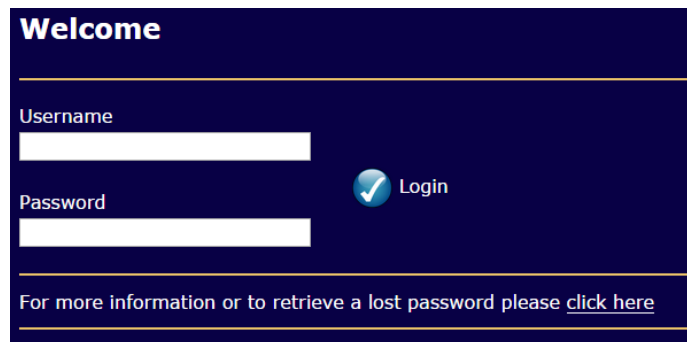 Welcome
Username
Login
Password
For more information or to retrieve a lost password please click here